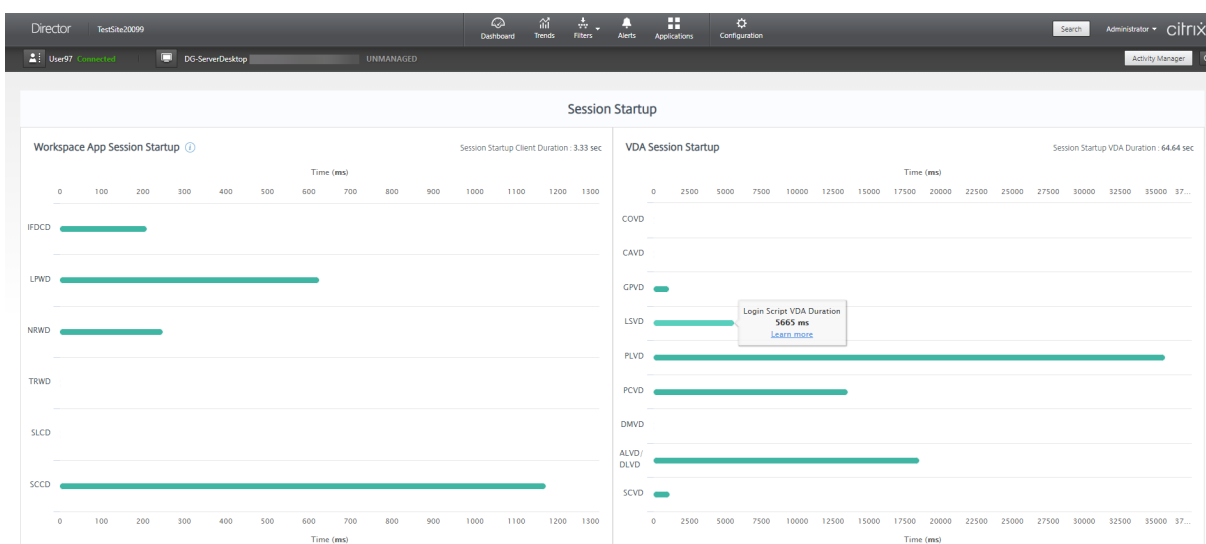 Director TestSite20099 Dashboard Trends Filters Alerts Applications Configuration Search Administrator citrix
User97 Connected DG-ServerDesktop UNMANAGED Activity Manager
Session Startup
Workspace App Session Startup Session Startup Client Duration : 3.33 sec
Time (ms)
0 100 200 300 400 500 600 700 800 900 1000 1100 1200 1300
IFDCD
LPWD
NRWD
TRWD
SLCD
SCCD
0 100 200 300 400 500 600 700 800 900 1000 1100 1200 1300
Time (ms)
VDA Session Startup Session Startup VDA Duration : 64.64 sec
Time (ms)
0 2500 5000 7500 10000 12500 15000 17500 20000 22500 25000 27500 30000 32500 35000 37...
COVD
CAVD
GPVD
LSVD
Login Script VDA Duration
5665 ms
Learn more
PLVD
PCVD
DMVD
ALVD/
DLVD
SCVD
0 2500 5000 7500 10000 12500 15000 17500 20000 22500 25000 27500 30000 32500 35000 37...
Time (ms)